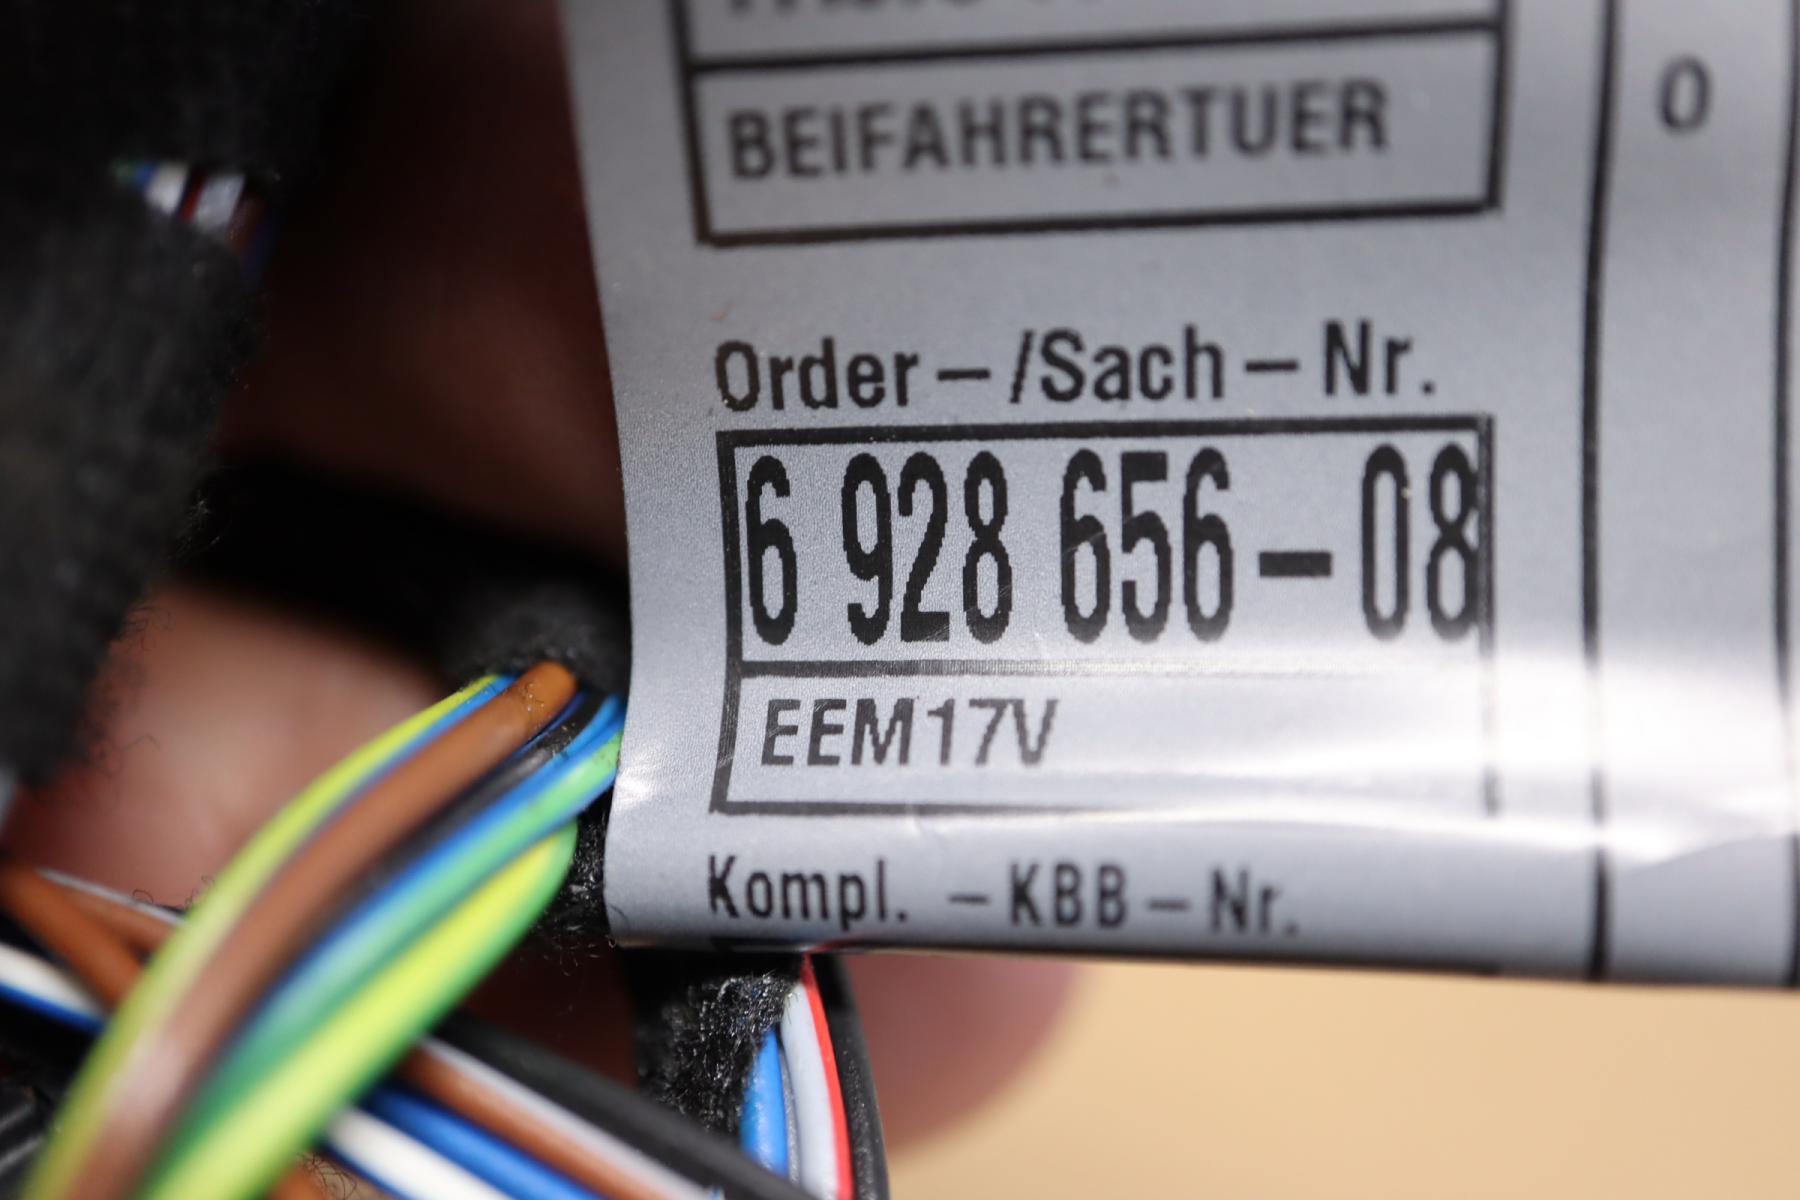 BEIFAHRERTUER
0
Order-/Sach-Nr.
6 928 656-08
EEM17V
Kompl.-KBB-Nr.